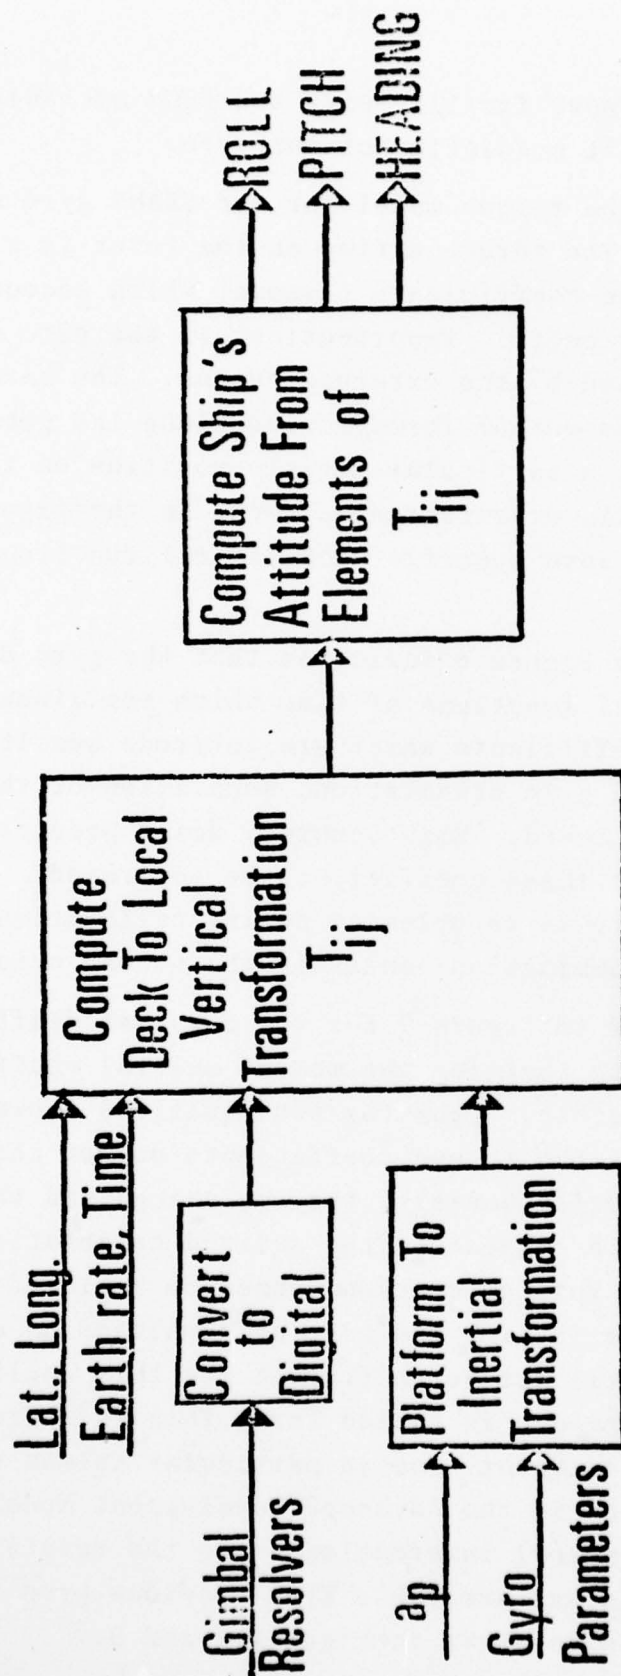 Lat. Long.
Earth rate, Time
Gimbal
Resolvers
Convert
to
Digital
a_p
Gyro
Parameters
Platform To
Inertial
Transformation
Compute
Deck To Local
Vertical
Transformation
T_ij
Compute Ship's
Attitude From
Elements of
T_ij
ROLL
PITCH
HEADING